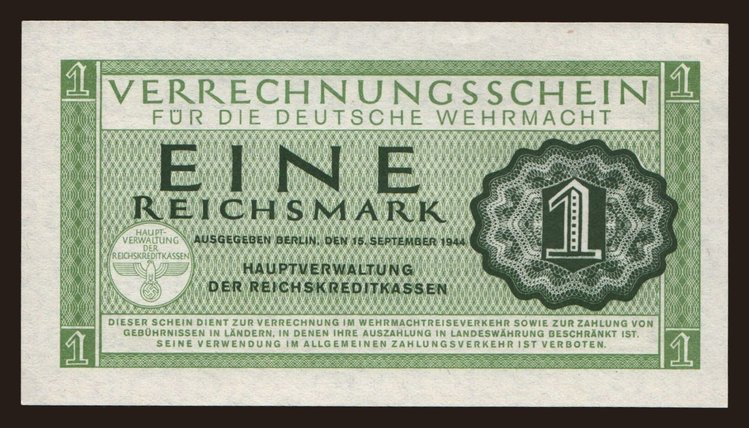 1 1
VERRECHNUNGSSCHEIN
FÜR DIE DEUTSCHE WEHRMACHT
EINE
REICHSMARK
1
HAUPT-
VERWALTUNG
DER
REICHSKREDITKASSEN
AUSGEGEBEN BERLIN, DEN 15. SEPTEMBER 1944
HAUPTVERWALTUNG
DER REICHSKREDITKASSEN
DIESER SCHEIN DIENT ZUR VERRECHNUNG IM WEHRMACHTREISEVERKEHR SOWIE ZUR ZAHLUNG VON
GEBÜHRNISSEN IN LÄNDERN, IN DENEN IHRE AUSZAHLUNG IN LANDESWÄHRUNG BESCHRÄNKT IST.
SEINE VERWENDUNG IM ALLGEMEINEN ZAHLUNGSVERKEHR IST VERBOTEN.
1 1